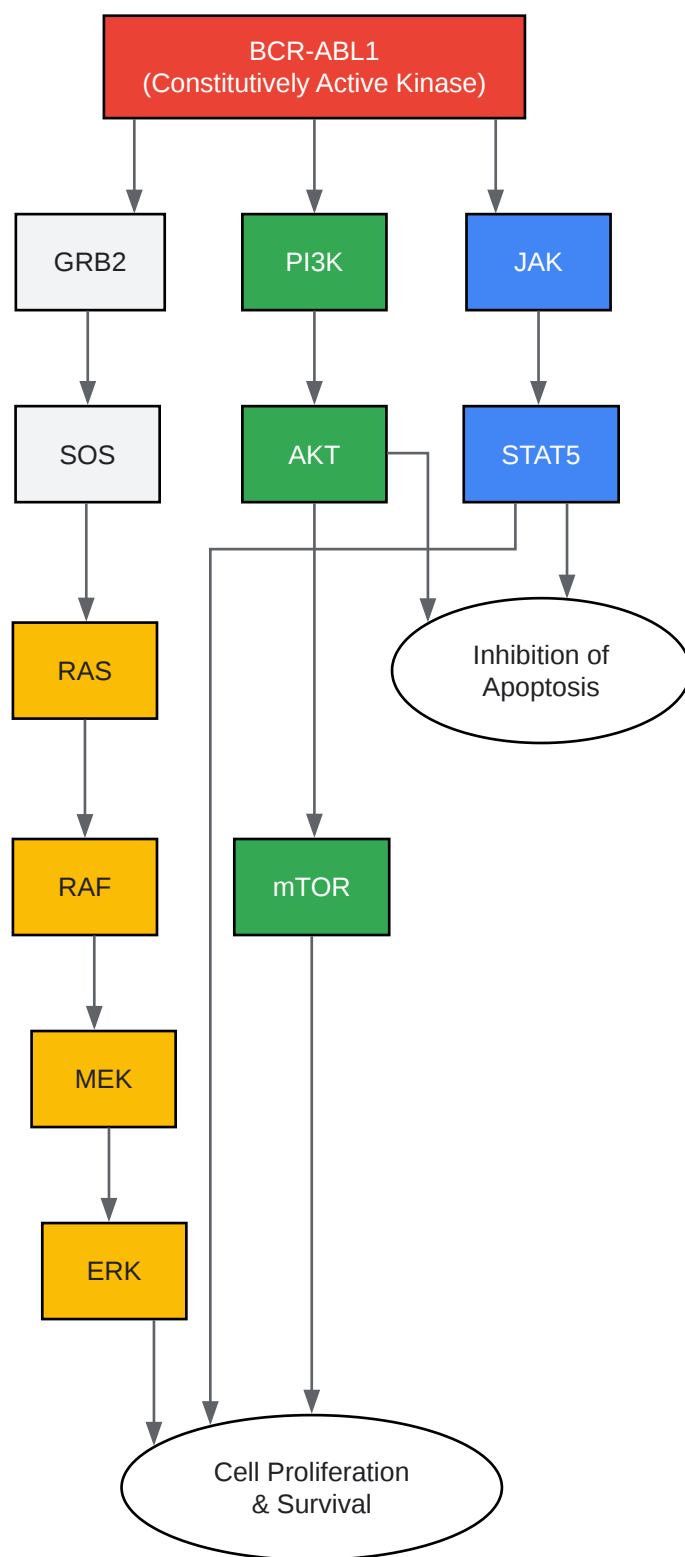 BCR-ABL1
(Constitutively Active Kinase)
GRB2
PI3K
JAK
SOS
AKT
STAT5
RAS
Inhibition of
Apoptosis
RAF
mTOR
MEK
ERK
Cell Proliferation
& Survival